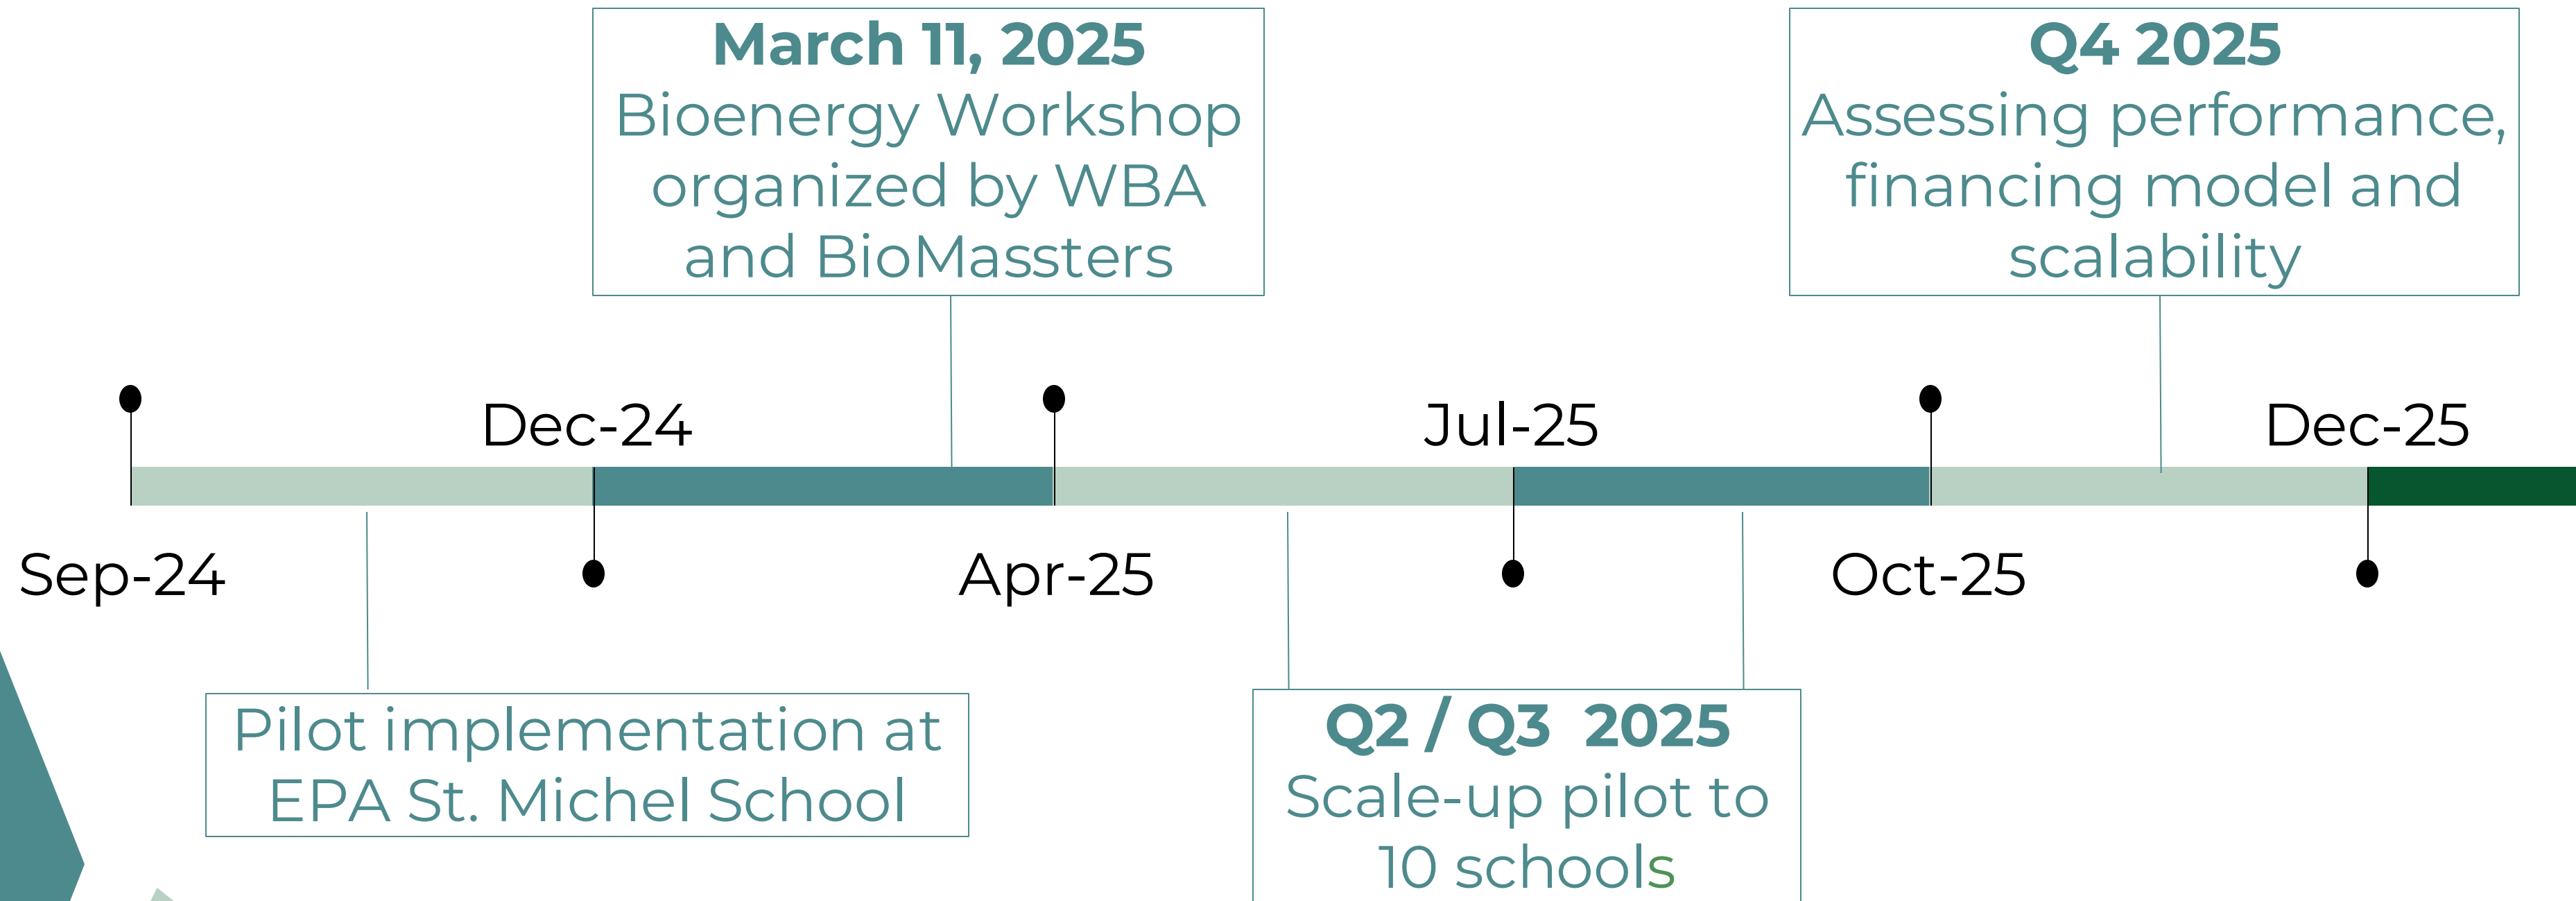 March 11, 2025
Bioenergy Workshop
organized by WBA
and BioMassters
Q4 2025
Assessing performance,
financing model and
scalability
Dec-24
Jul-25
Dec-25
Sep-24
Apr-25
Oct-25
Pilot implementation at
EPA St. Michel School
Q2 / Q3  2025
Scale-up pilot to
10 schools